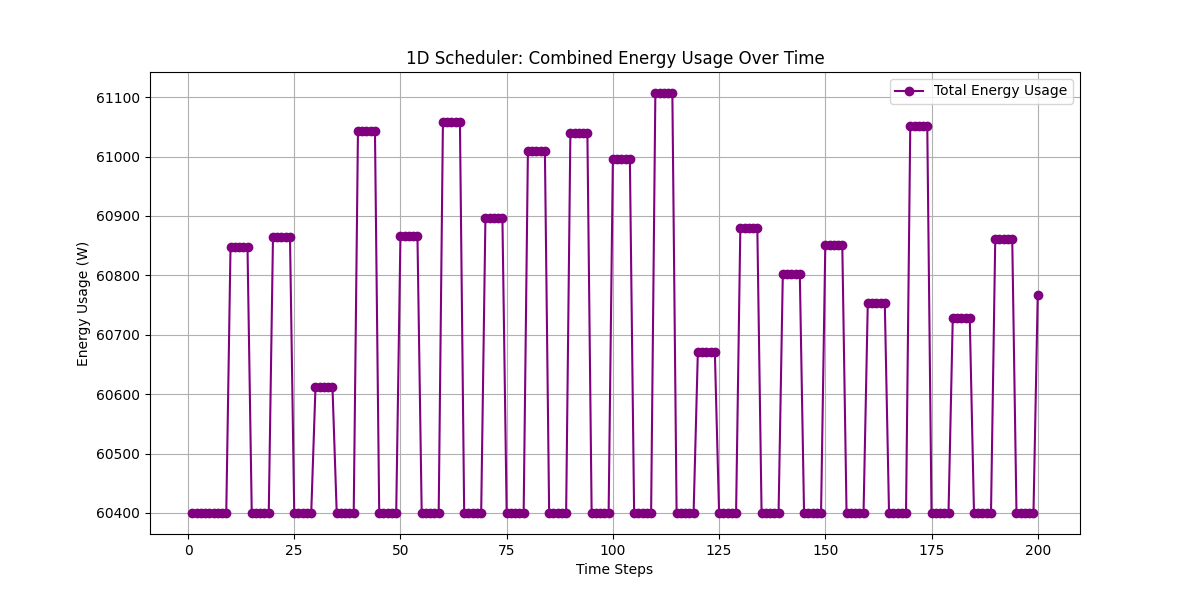 1D Scheduler: Combined Energy Usage Over Time
Total Energy Usage
Energy Usage (W)
61100
61000
60900
60800
60700
60600
60500
60400
0 25 50 75 100 125 150 175 200
Time Steps